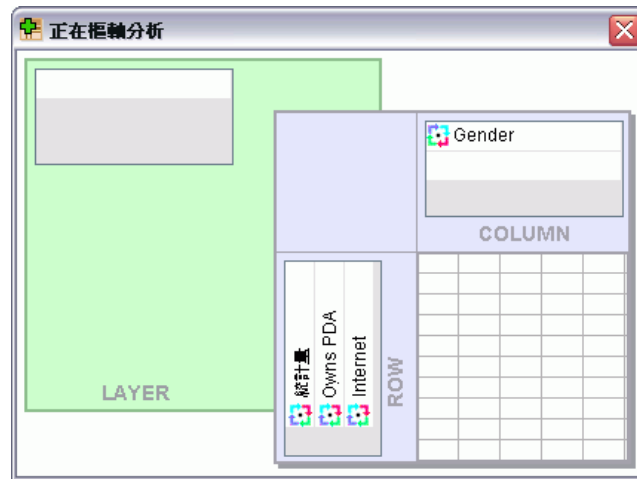 正在樞軸分析
Gender
COLUMN
統計量
Owns PDA
Internet
ROW
LAYER